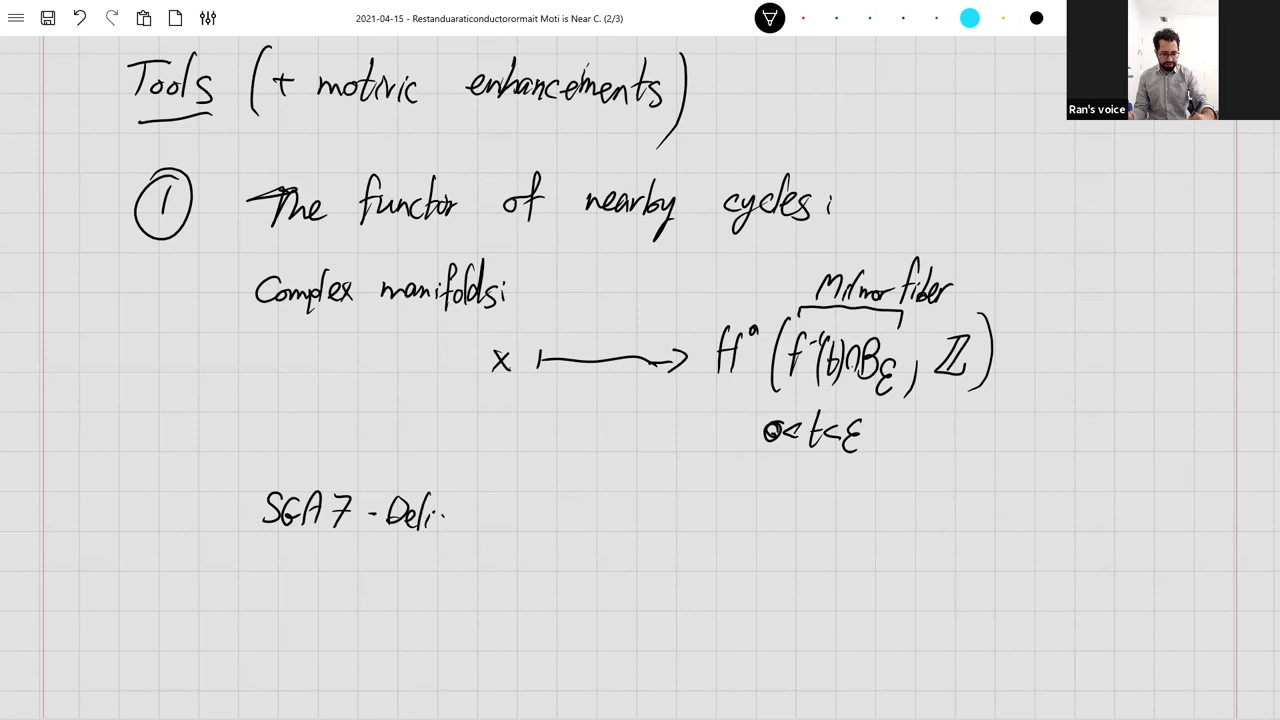 2021-04-15 - Restanduaraticonductorormait Moti is Near C. (2/3)
Ran's voice
Tools (+ motivic enhancements)
1 The functor of nearby cycles:
Complex manifolds:
Milnor fiber
x ⟼ Hⁿ (f⁻¹(t)∩B_ε, ℤ)
0<t<ε
SGA 7 - Deli